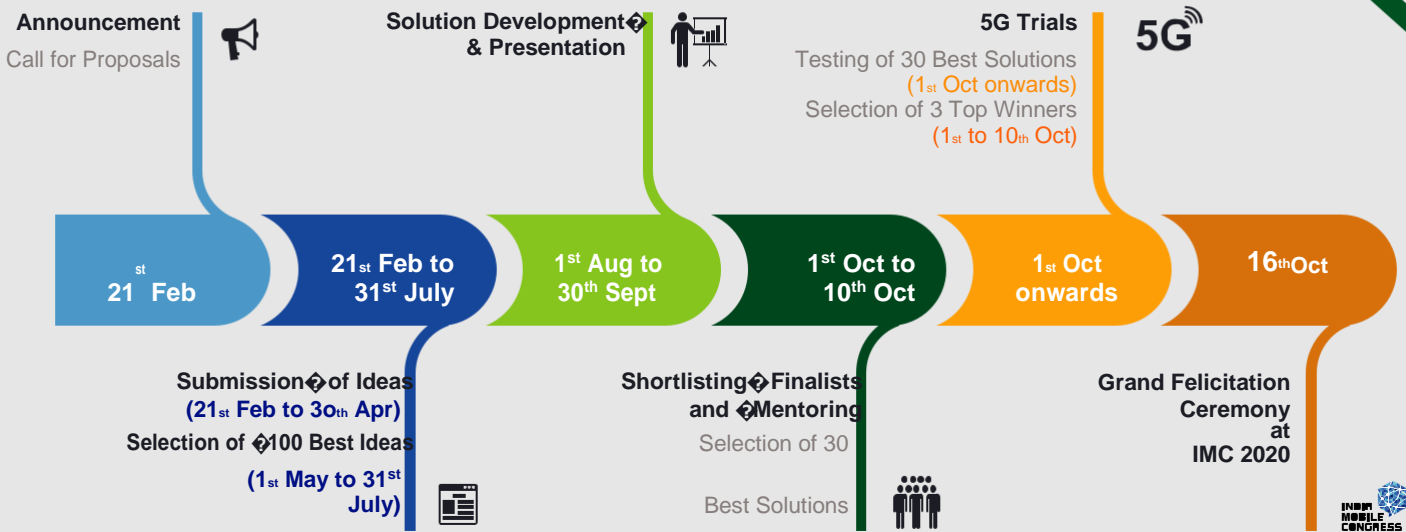 Announcement
Call for Proposals
Solution Development�
& Presentation
5G Trials
Testing of 30 Best Solutions
(1st Oct onwards)
Selection of 3 Top Winners
(1st to 10th Oct)
5G
21st Feb
21st Feb to
31st July
1st Aug to
30th Sept
1st Oct to
10th Oct
1st Oct
onwards
16thOct
Submission�of Ideas
(21st Feb to 3oth Apr)
Selection of �100 Best Ideas
(1st May to 31st
July)
Shortlisting�Finalists
and �Mentoring
Selection of 30
Best Solutions
Grand Felicitation
Ceremony
at
IMC 2020
INDIA
MOBILE
CONGRESS